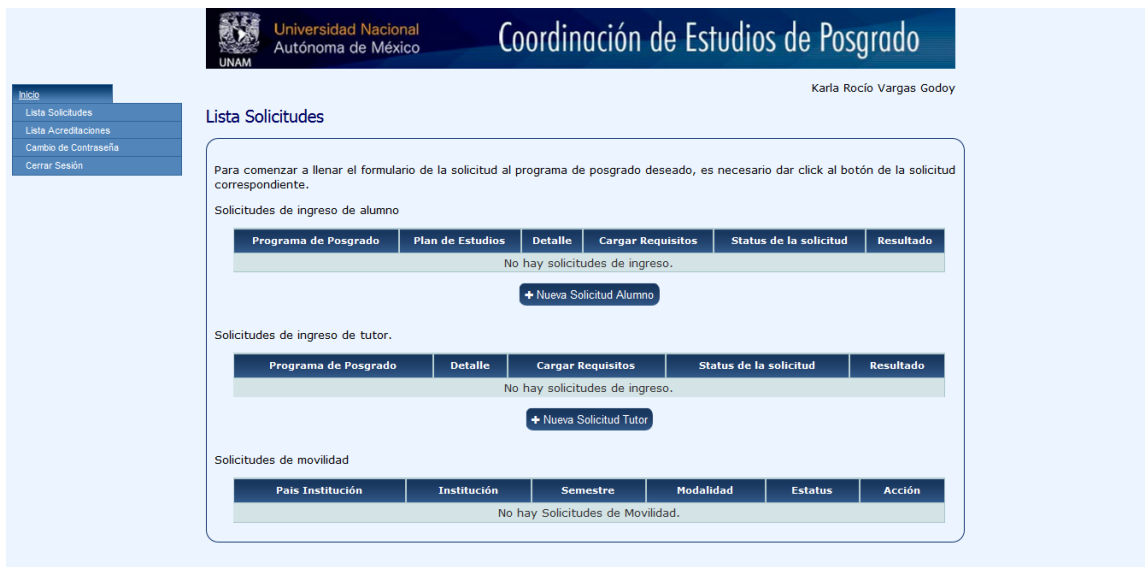 Universidad Nacional
Autónoma de México
UNAM
Coordinación de Estudios de Posgrado
Karla Rocío Vargas Godoy
Inicio
Lista Solicitudes
Lista Acreditaciones
Cambio de Contraseña
Cerrar Sesión
Lista Solicitudes
Para comenzar a llenar el formulario de la solicitud al programa de posgrado deseado, es necesario dar click al botón de la solicitud
correspondiente.
Solicitudes de ingreso de alumno
Programa de Posgrado Plan de Estudios Detalle Cargar Requisitos Status de la solicitud Resultado
No hay solicitudes de ingreso.
+ Nueva Solicitud Alumno
Solicitudes de ingreso de tutor.
Programa de Posgrado Detalle Cargar Requisitos Status de la solicitud Resultado
No hay solicitudes de ingreso.
+ Nueva Solicitud Tutor
Solicitudes de movilidad
Pais Institución Institución Semestre Modalidad Estatus Acción
No hay Solicitudes de Movilidad.